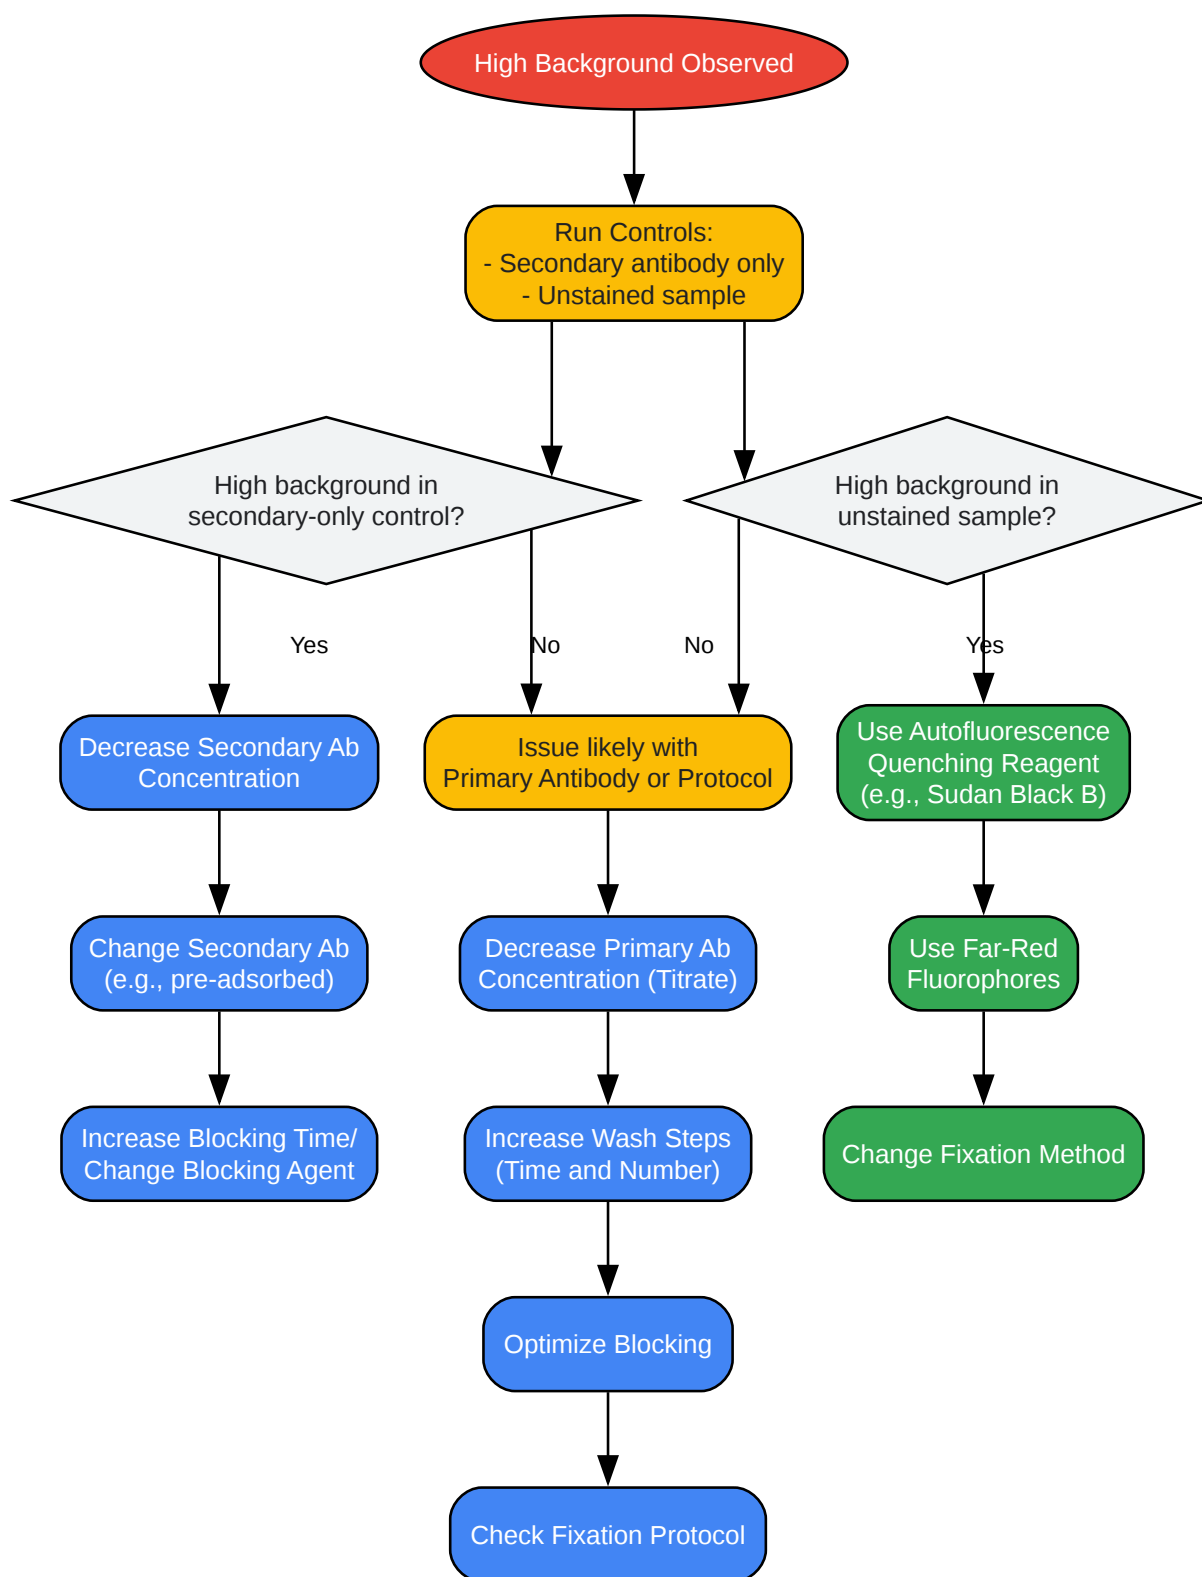 High Background Observed
Run Controls:
- Secondary antibody only
- Unstained sample
High background in
secondary-only control?
High background in
unstained sample?
Yes
No
No
Yes
Decrease Secondary Ab
Concentration
Issue likely with
Primary Antibody or Protocol
Use Autofluorescence
Quenching Reagent
(e.g., Sudan Black B)
Change Secondary Ab
(e.g., pre-adsorbed)
Decrease Primary Ab
Concentration (Titrate)
Use Far-Red
Fluorophores
Increase Blocking Time/
Change Blocking Agent
Increase Wash Steps
(Time and Number)
Change Fixation Method
Optimize Blocking
Check Fixation Protocol